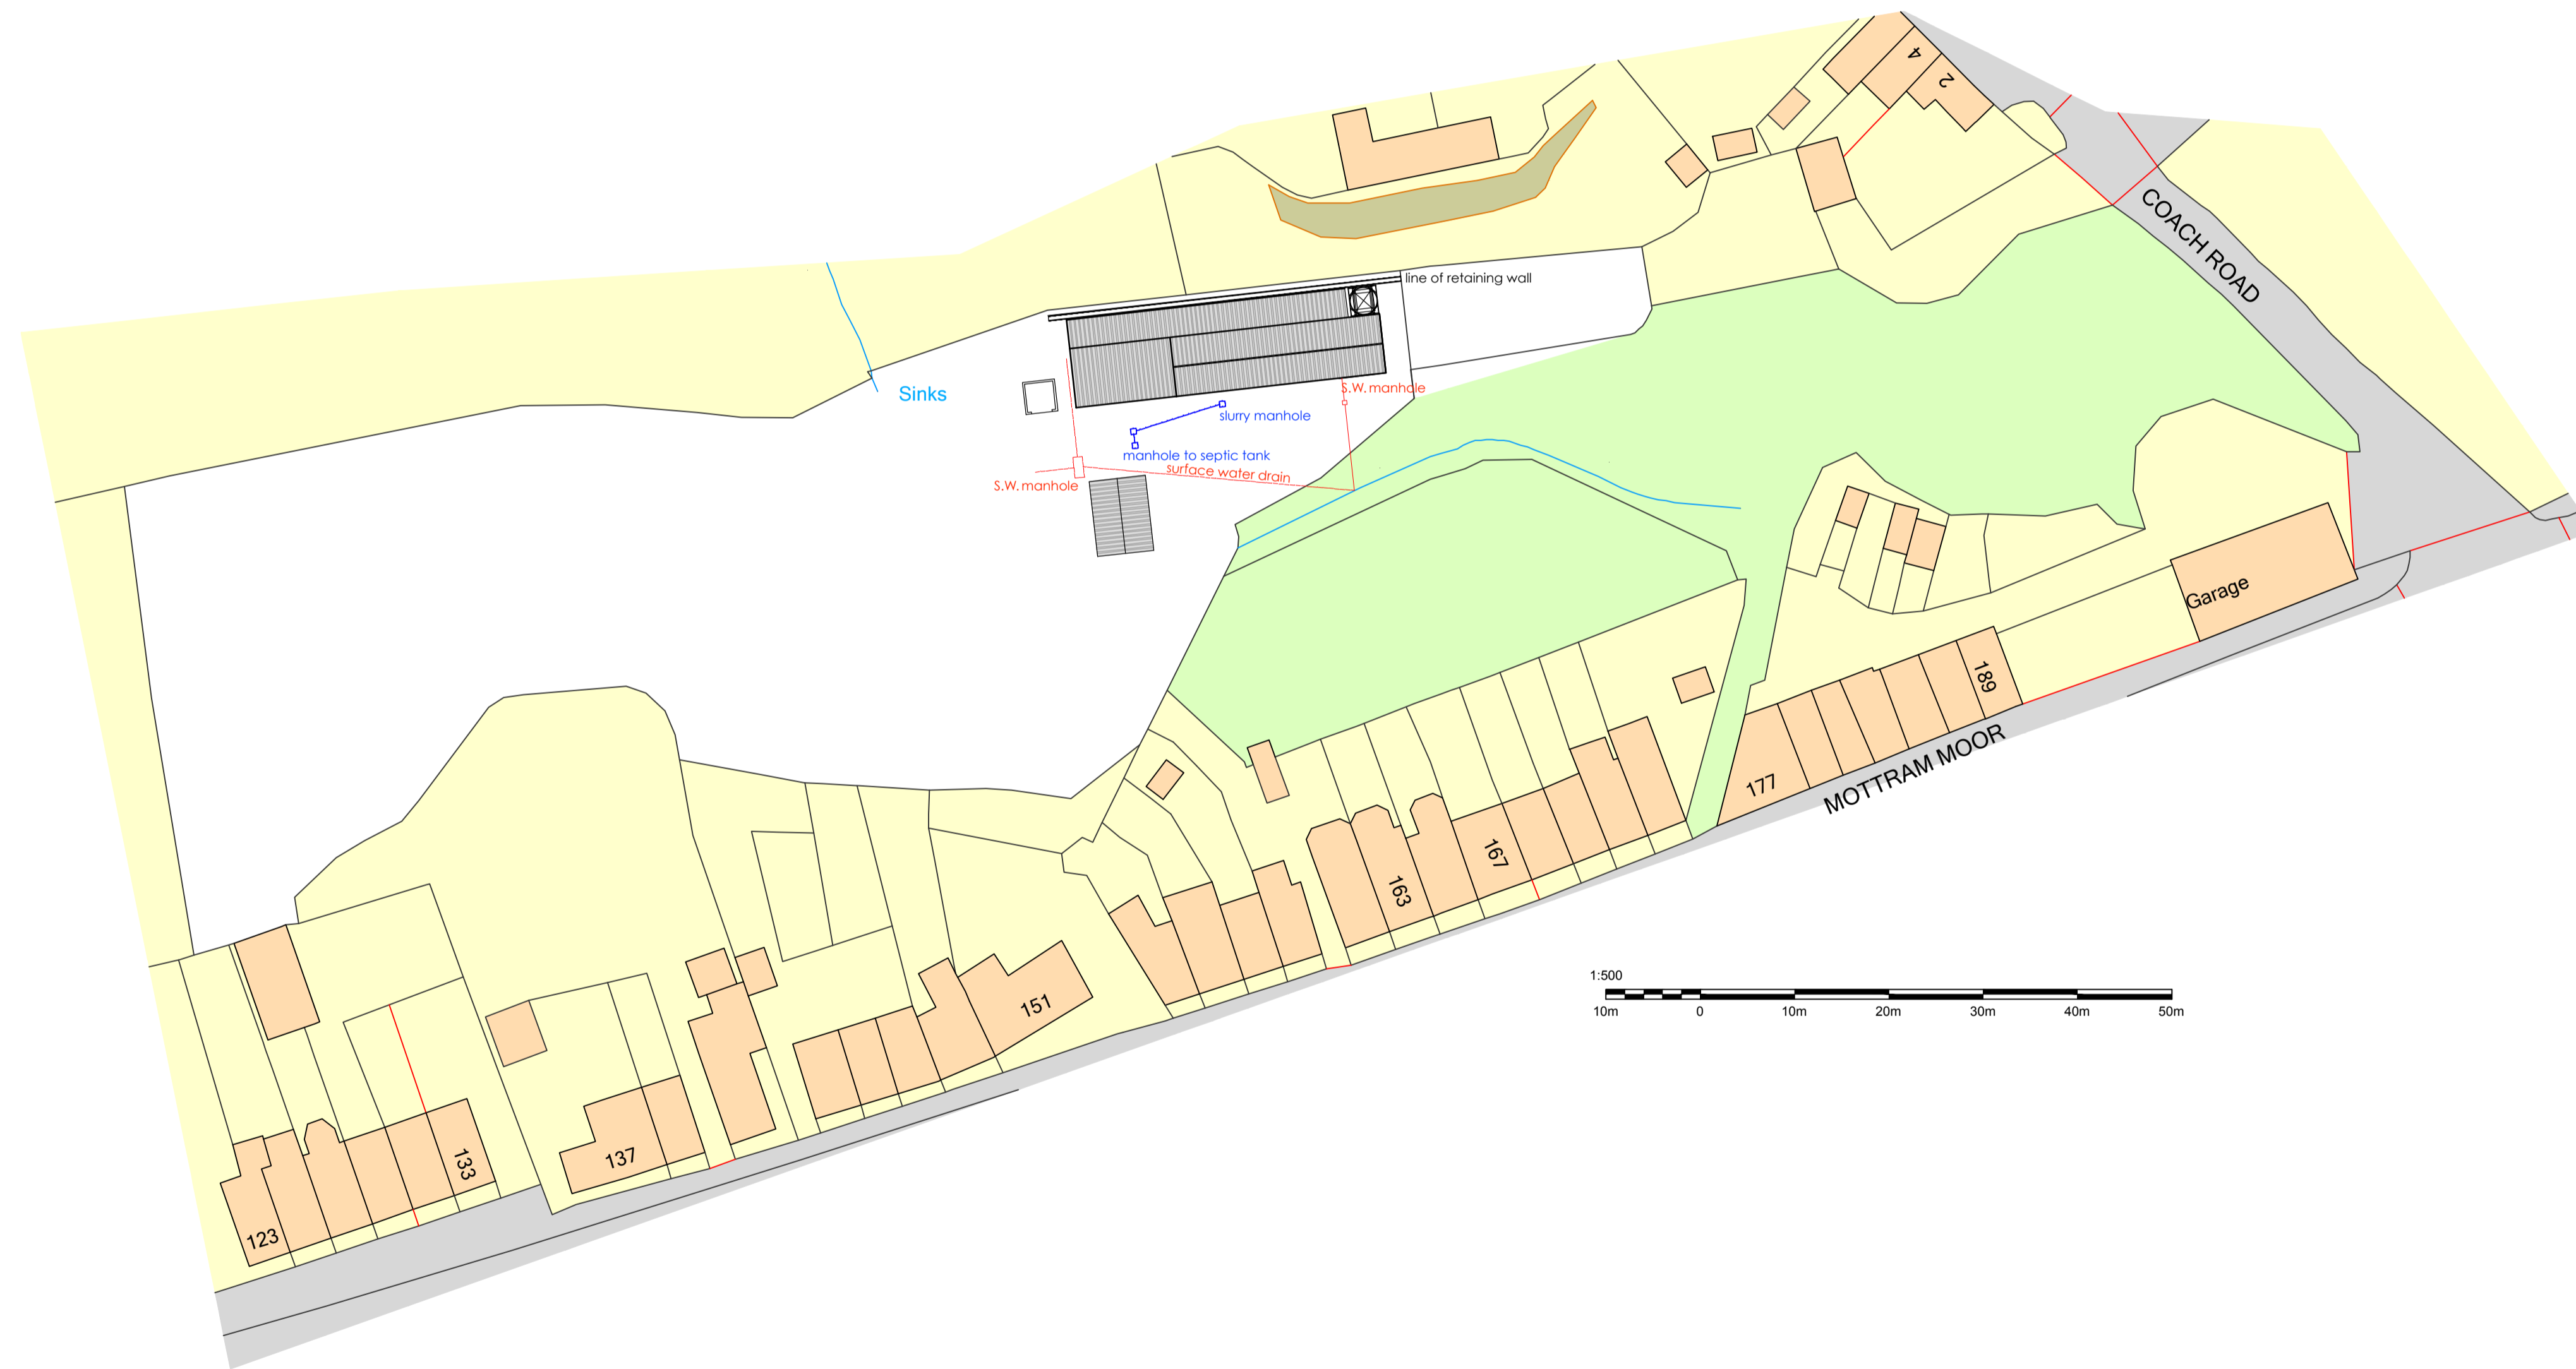 4
2
COACH ROAD
line of retaining wall
Sinks
S.W. manhole
slurry manhole
manhole to septic tank
surface water drain
S.W. manhole
Garage
189
177
MOTTRAM MOOR
167
163
151
137
133
123
1:500
10m 0 10m 20m 30m 40m 50m